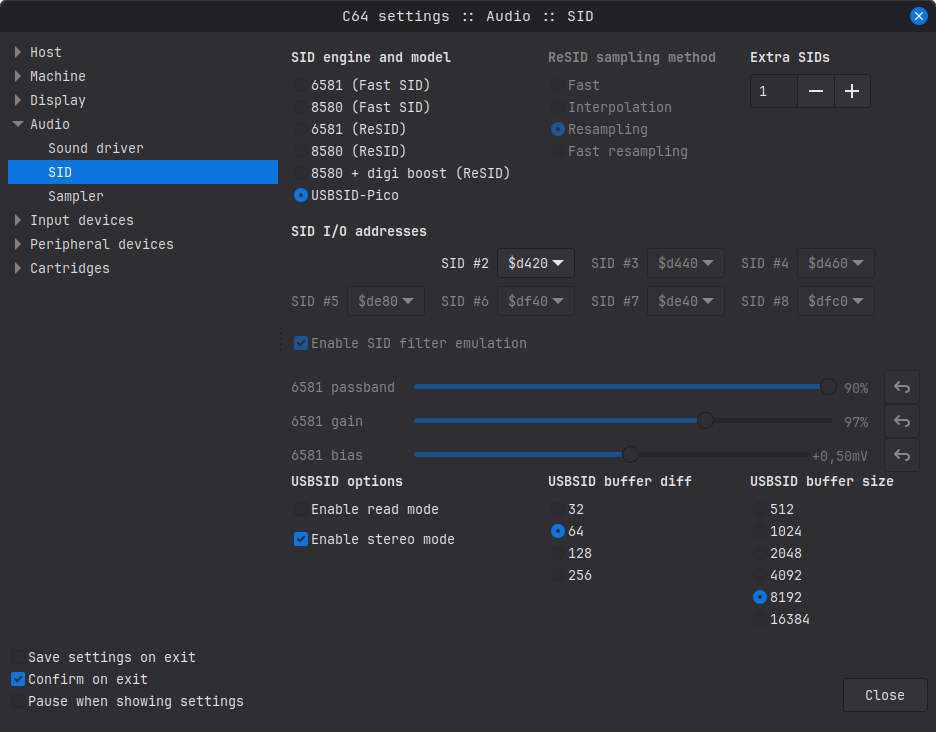 C64 settings :: Audio :: SID
Host
Machine
Display
Audio
Sound driver
SID
Sampler
Input devices
Peripheral devices
Cartridges
SID engine and model
6581 (Fast SID)
8580 (Fast SID)
6581 (ReSID)
8580 (ReSID)
8580 + digi boost (ReSID)
USBSID-Pico
ReSID sampling method
Fast
Interpolation
Resampling
Fast resampling
Extra SIDs
1
SID I/O addresses
SID #2 $d420 SID #3 $d440 SID #4 $d460
SID #5 $de80 SID #6 $df40 SID #7 $de40 SID #8 $dfc0
Enable SID filter emulation
6581 passband 90%
6581 gain 97%
6581 bias +0,50mV
USBSID options
Enable read mode
Enable stereo mode
USBSID buffer diff
32
64
128
256
USBSID buffer size
512
1024
2048
4092
8192
16384
Save settings on exit
Confirm on exit
Pause when showing settings
Close